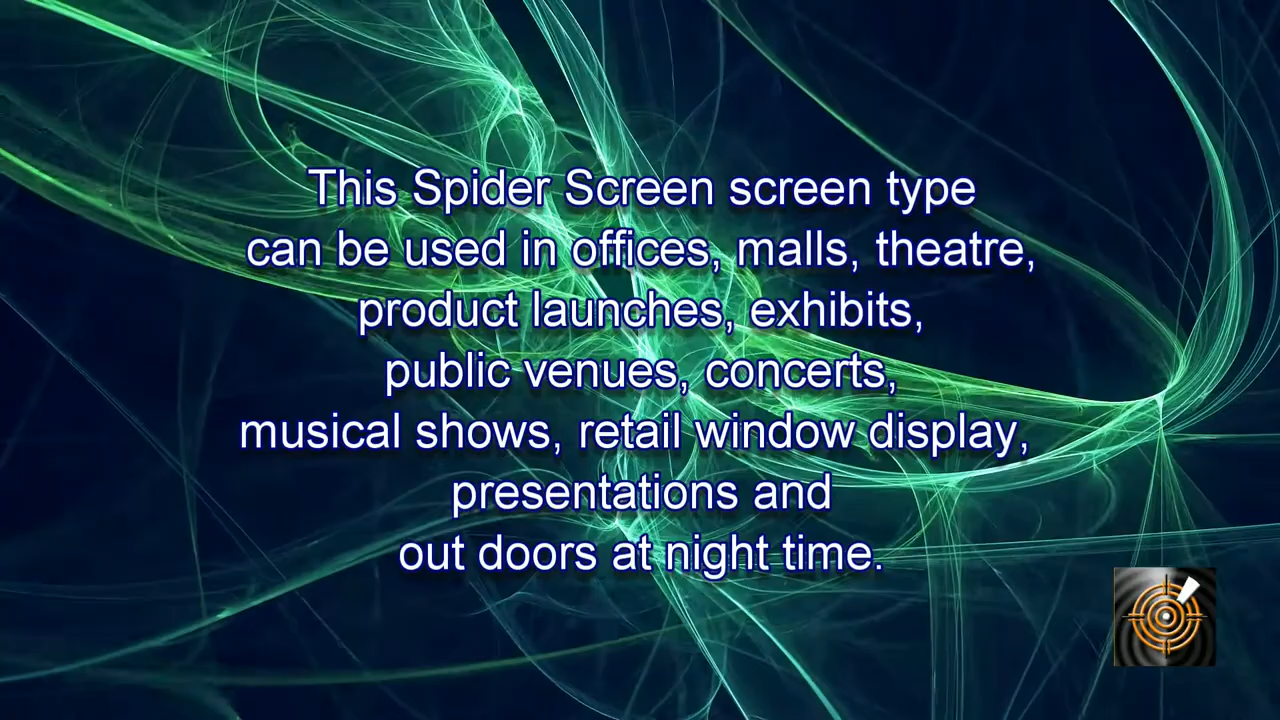 This Spider Screen screen type
can be used in offices, malls, theatre,
product launches, exhibits,
public venues, concerts,
musical shows, retail window display,
presentations and
out doors at night time.